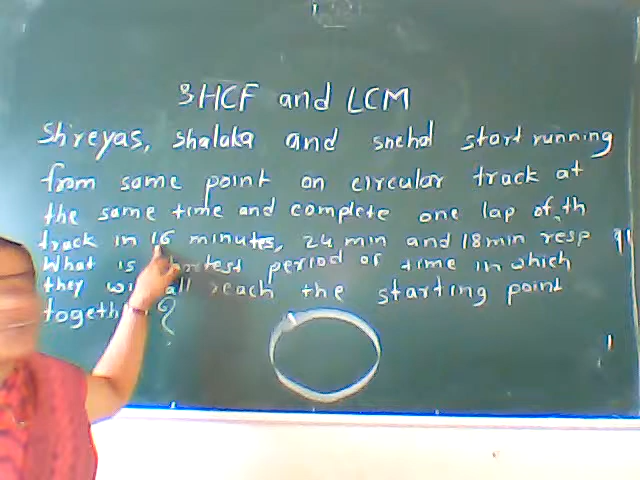 3 HCF and LCM
Shreyas, Shalaka and Snehal start running
from same point on circular track at
the same time and complete one lap of th
track in 16 minutes, 24 min and 18 min resp
What is period of time in which
they all reach the starting point
?